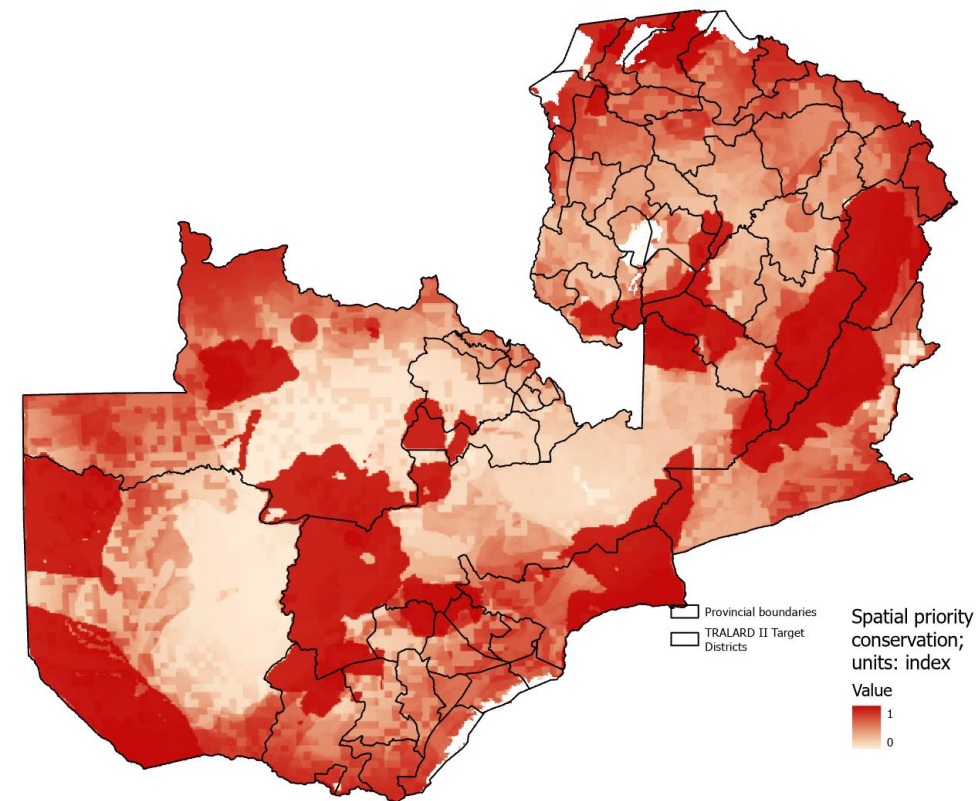 Provincial boundaries
TRALARD II Target
Districts
Spatial priority
conservation;
units: index
Value
1
0